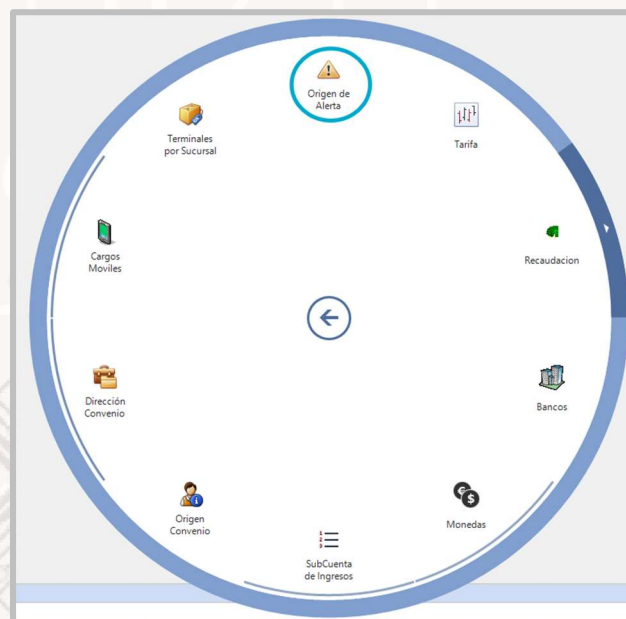 Origen de
Alerta
Tarifa
Recaudacion
Bancos
Monedas
SubCuenta
de Ingresos
Origen
Convenio
Dirección
Convenio
Cargos
Moviles
Terminales
por Sucursal